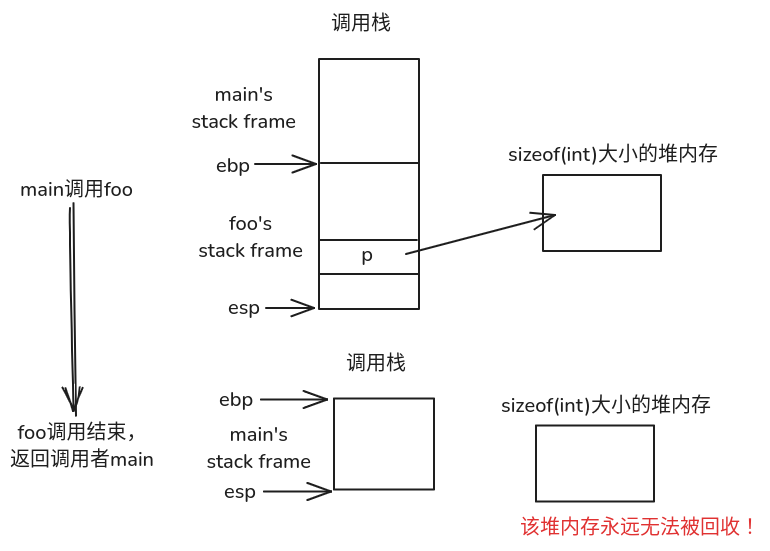 调用栈
main's
stack frame
ebp
sizeof(int)大小的堆内存
main调用foo
foo's
stack frame
p
esp
调用栈
ebp
sizeof(int)大小的堆内存
foo调用结束，
返回调用者main
main's
stack frame
esp
该堆内存永远无法被回收！